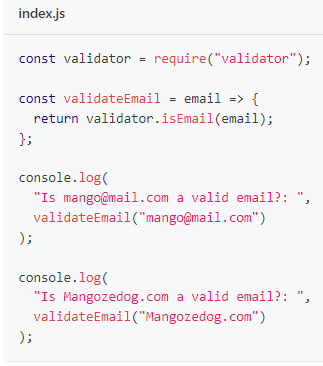 index.js
const validator = require("validator");
const validateEmail = email => {
  return validator.isEmail(email);
};
console.log(
  "Is mango@mail.com a valid email?: ",
  validateEmail("mango@mail.com")
);
console.log(
  "Is Mangozedog.com a valid email?: ",
  validateEmail("Mangozedog.com")
);